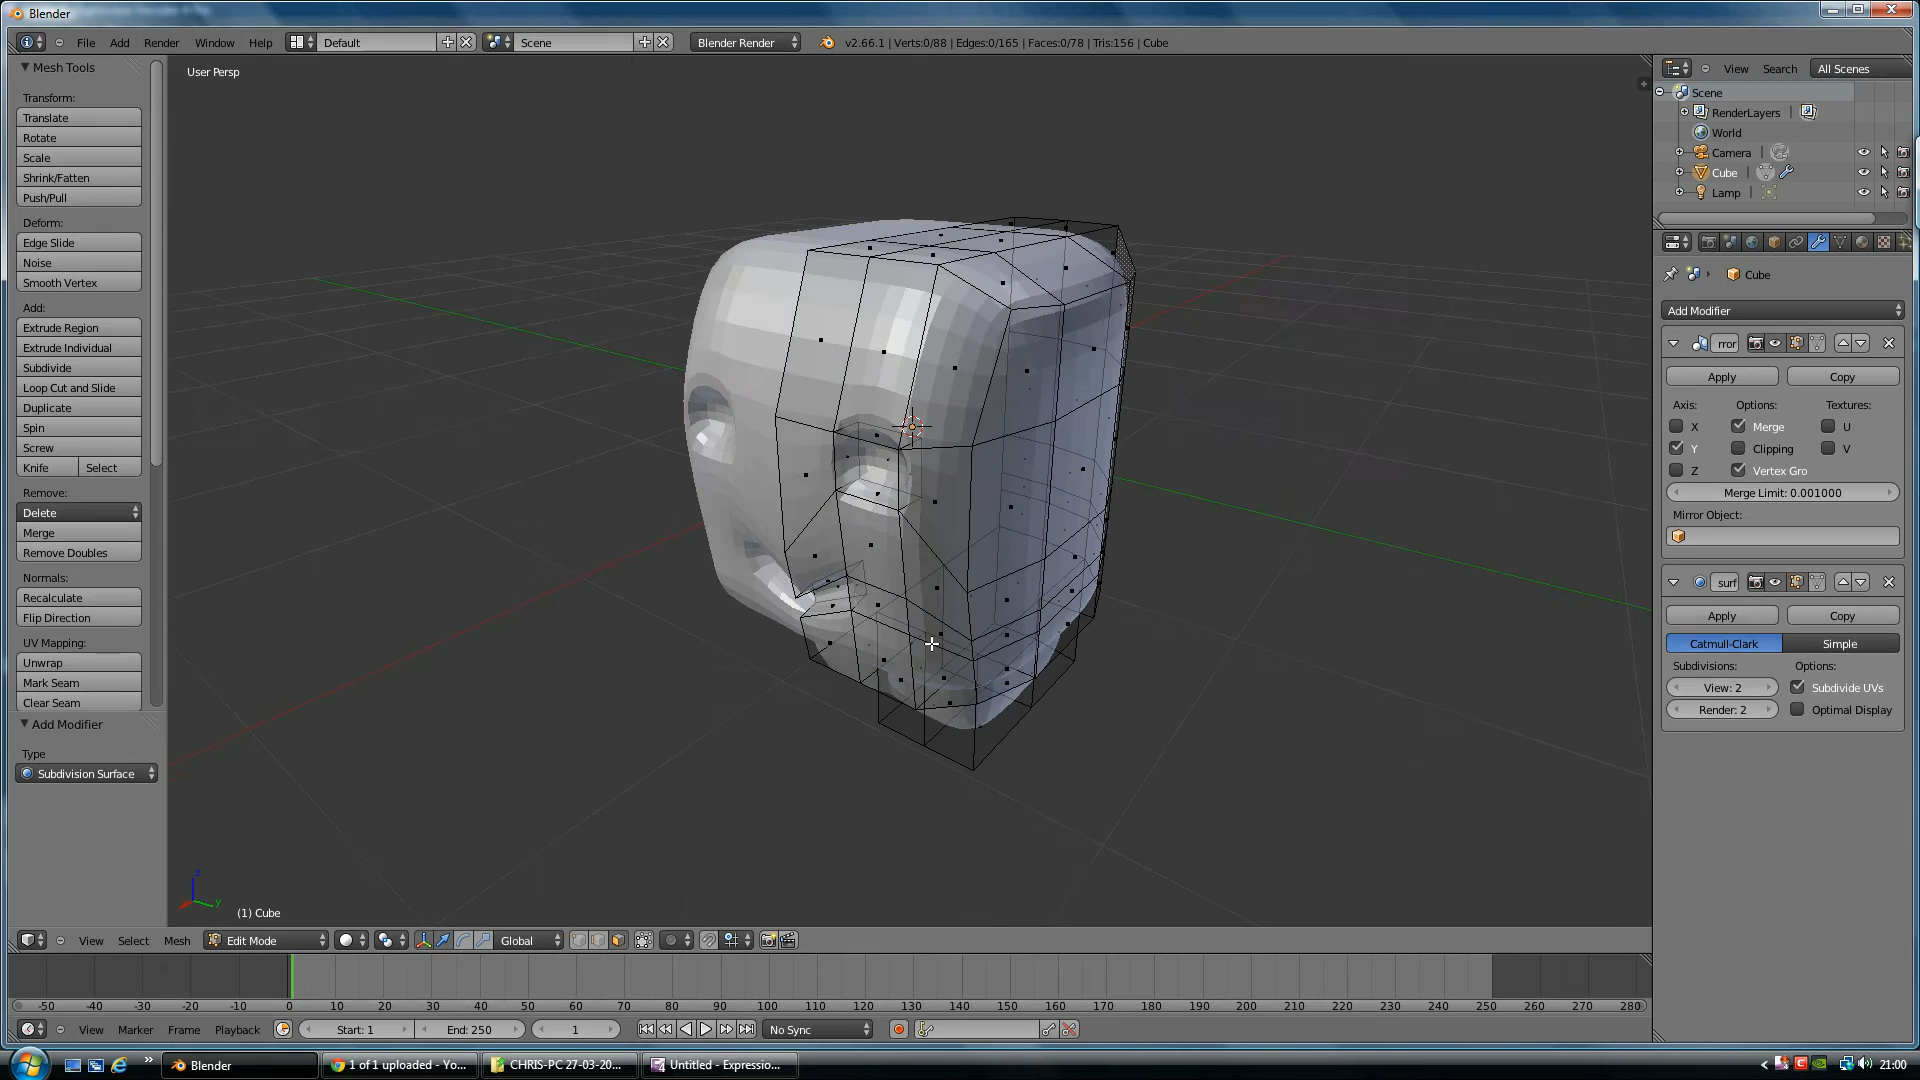 Blender
File Add Render Window Help Default Scene Blender Render v2.66.1 | Verts:0/88 | Edges:0/165 | Faces:0/78 | Tris:156 | Cube
Mesh Tools
Transform:
Translate
Rotate
Scale
Shrink/Fatten
Push/Pull
Deform:
Edge Slide
Noise
Smooth Vertex
Add:
Extrude Region
Extrude Individual
Subdivide
Loop Cut and Slide
Duplicate
Spin
Screw
Knife Select
Remove:
Delete
Merge
Remove Doubles
Normals:
Recalculate
Flip Direction
UV Mapping:
Unwrap
Mark Seam
Clear Seam
Add Modifier
Type
Subdivision Surface
User Persp
z
y
(1) Cube
View Search All Scenes
Scene
RenderLayers |
World
Camera |
Cube |
Lamp |
Cube
Add Modifier
rror
Apply Copy
Axis: Options: Textures:
X Merge U
Y Clipping V
Z Vertex Gro
Merge Limit: 0.001000
Mirror Object:
surf
Apply Copy
Catmull-Clark Simple
Subdivisions: Options:
View: 2 Subdivide UVs
Render: 2 Optimal Display
View Select Mesh Edit Mode Global
-50 -40 -30 -20 -10 0 10 20 30 40 50 60 70 80 90 100 110 120 130 140 150 160 170 180 190 200 210 220 230 240 250 260 270 280
View Marker Frame Playback Start: 1 End: 250 1 No Sync
Blender 1 of 1 uploaded - Yo... CHRIS-PC 27-03-20... Untitled - Expressio... 21:00